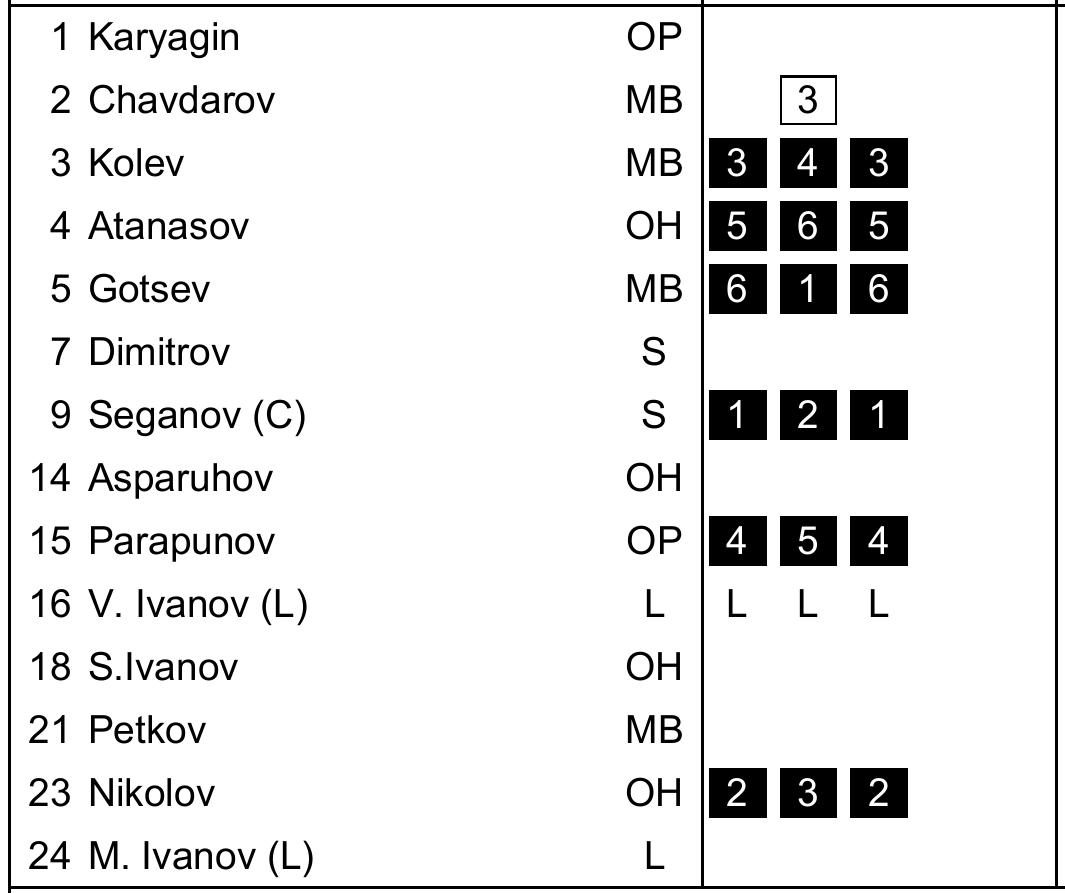 1 Karyagin OP
2 Chavdarov MB 3
3 Kolev MB 3 4 3
4 Atanasov OH 5 6 5
5 Gotsev MB 6 1 6
7 Dimitrov S
9 Seganov (C) S 1 2 1
14 Asparuhov OH
15 Parapunov OP 4 5 4
16 V. Ivanov (L) L L L L
18 S.Ivanov OH
21 Petkov MB
23 Nikolov OH 2 3 2
24 M. Ivanov (L) L